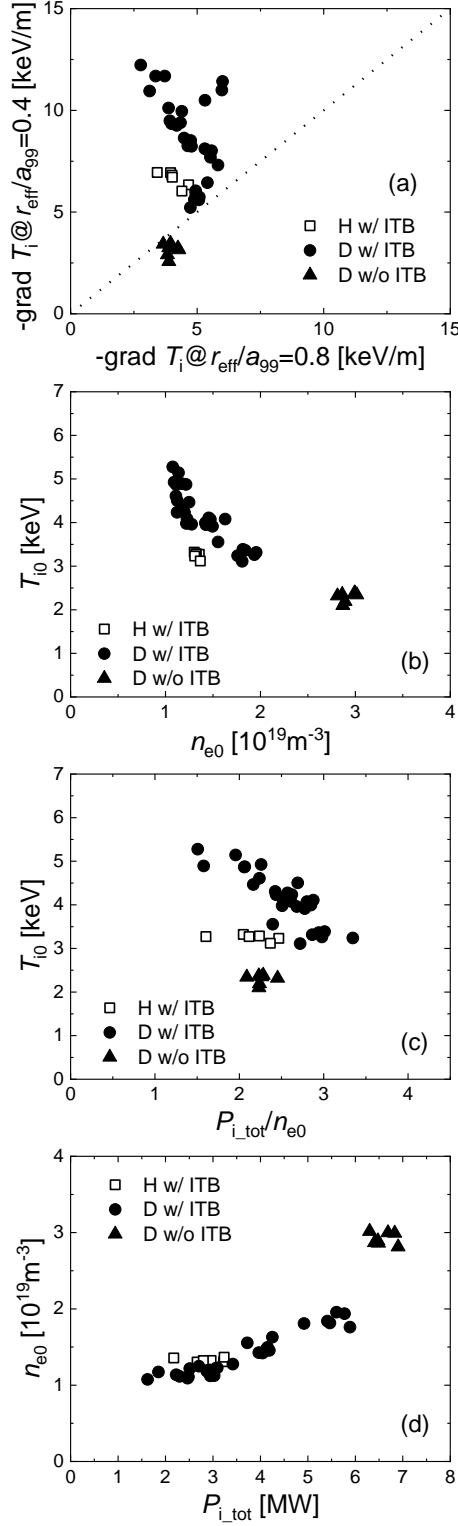 15
10
5
0
-grad Ti@reff/a99=0.4 [keV/m]
(a)
H w/ ITB
D w/ ITB
D w/o ITB
0 5 10 15
-grad Ti@reff/a99=0.8 [keV/m]
7
6
5
4
3
2
1
0
Ti0 [keV]
H w/ ITB
D w/ ITB
D w/o ITB
(b)
0 1 2 3 4
ne0 [10^19m^-3]
7
6
5
4
3
2
1
0
Ti0 [keV]
H w/ ITB
D w/ ITB
D w/o ITB
(c)
0 1 2 3 4
Pi_tot/ne0
4
3
2
1
0
ne0 [10^19m^-3]
H w/ ITB
D w/ ITB
D w/o ITB
(d)
0 1 2 3 4 5 6 7 8
Pi_tot [MW]